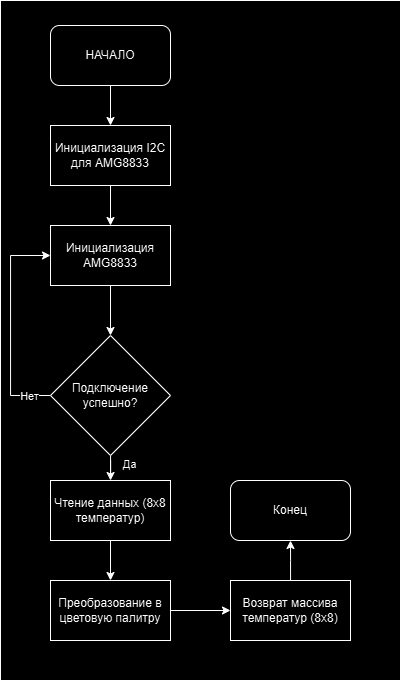 НАЧАЛО
Инициализация I2C
для AMG8833
Инициализация
AMG8833
Подключение
успешно?
Нет
Да
Чтение данных (8x8
температур)
Конец
Преобразование в
цветовую палитру
Возврат массива
температур (8x8)